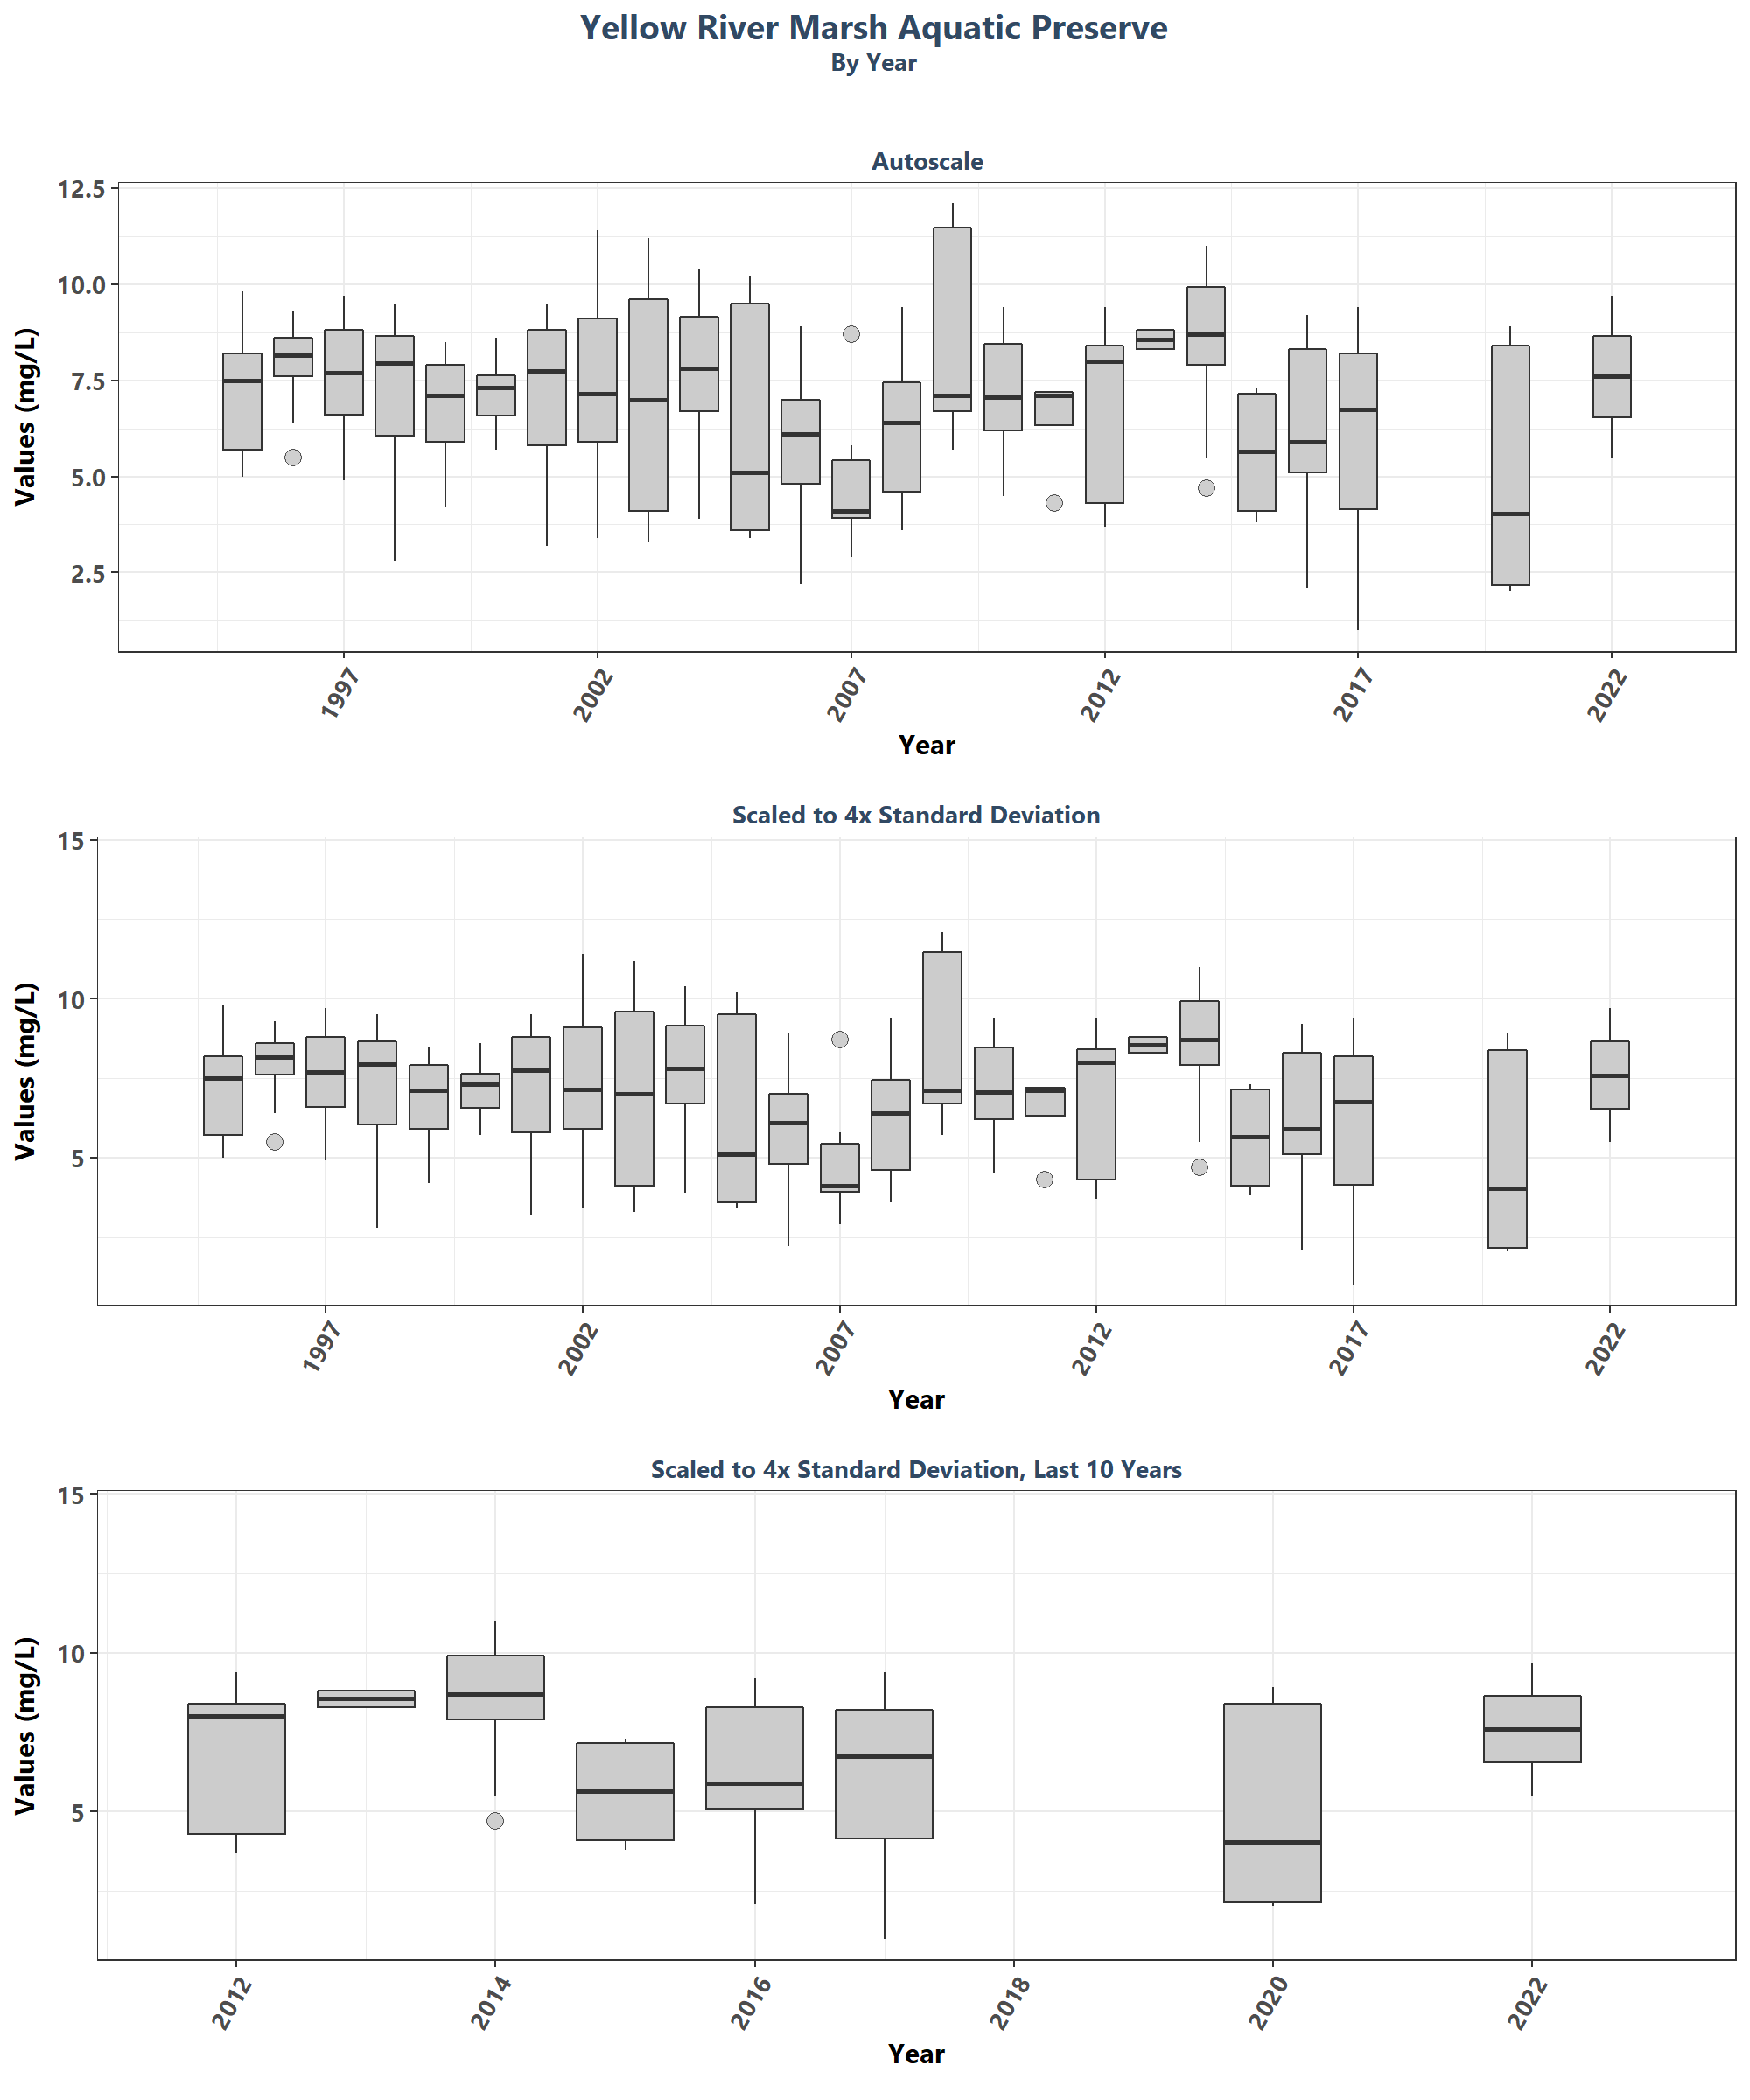 Yellow River Marsh Aquatic Preserve
By Year
Autoscale
12.5
10.0
7.5
5.0
2.5
Values (mg/L)
1997 2002 2007 2012 2017 2022
Year
Scaled to 4x Standard Deviation
15
10
5
Values (mg/L)
1997 2002 2007 2012 2017 2022
Year
Scaled to 4x Standard Deviation, Last 10 Years
15
10
5
Values (mg/L)
2012 2014 2016 2018 2020 2022
Year